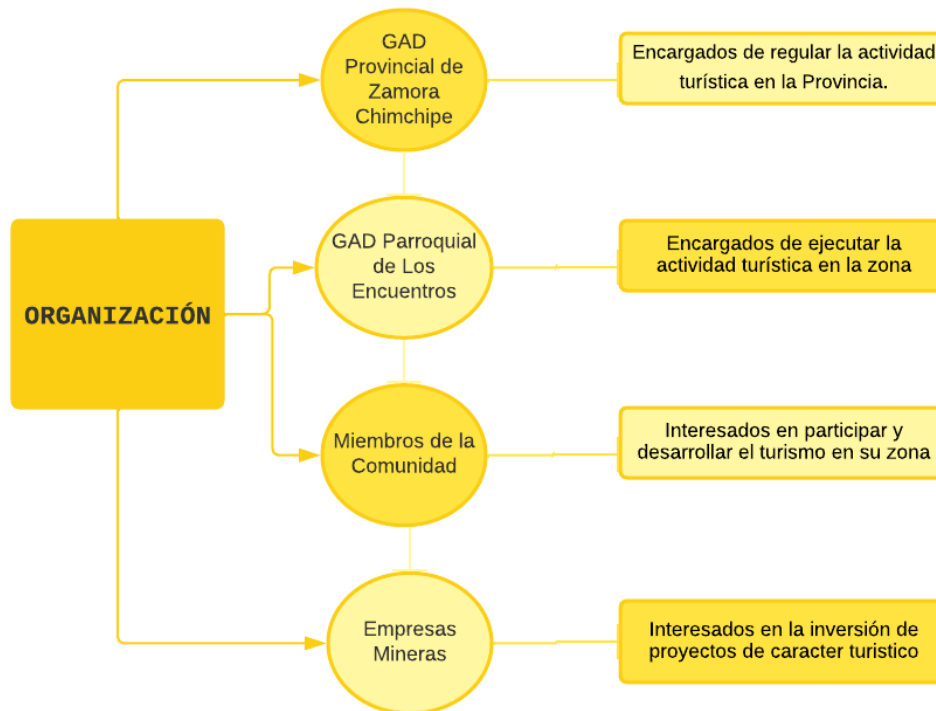 GAD
Provincial de
Zamora
Chimchipe
Encargados de regular la actividad
turística en la Provincia.
ORGANIZACIÓN
GAD Parroquial
de Los
Encuentros
Encargados de ejecutar la
actividad turística en la zona
Miembros de la
Comunidad
Interesados en participar y
desarrollar el turismo en su zona
Empresas
Mineras
Interesados en la inversión de
proyectos de caracter turistico